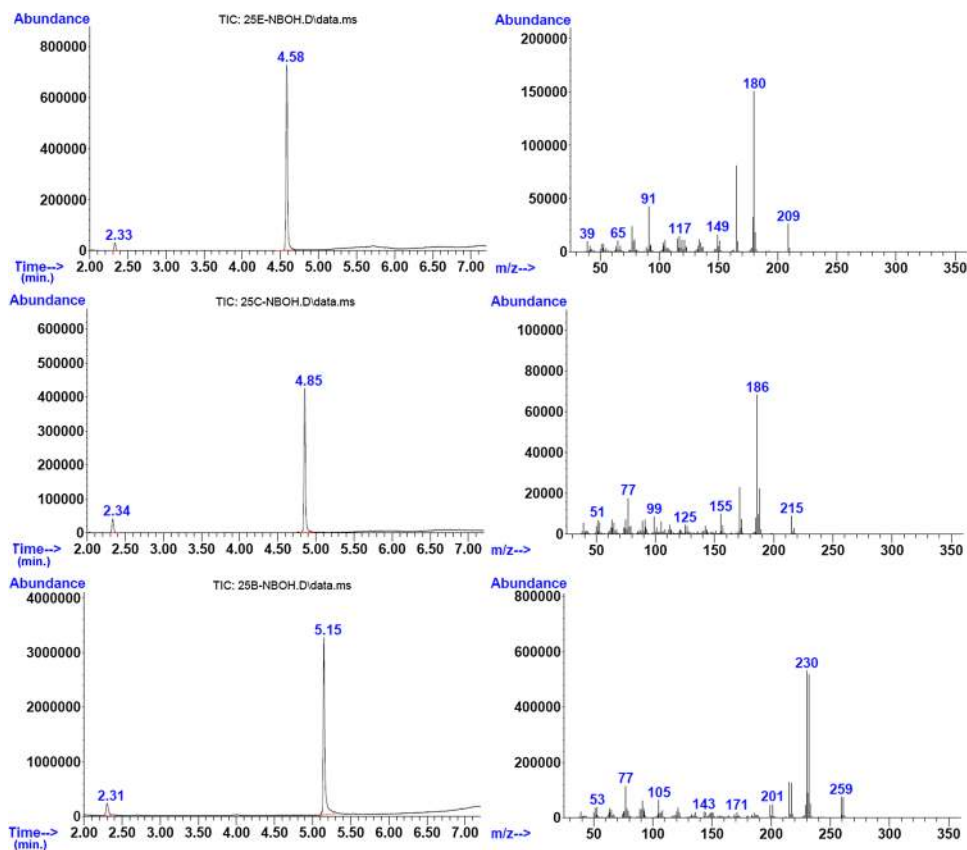 Abundance
TIC: 25E-NBOH.D\data.ms
800000
600000
400000
200000
0
4.58
2.33
2.00 2.50 3.00 3.50 4.00 4.50 5.00 5.50 6.00 6.50 7.00
Time-->
(min.)
Abundance
200000
150000
100000
50000
0
180
91
39
65
117
149
209
50 100 150 200 250 300 350
m/z-->
Abundance
TIC: 25C-NBOH.D\data.ms
600000
500000
400000
300000
200000
100000
0
4.85
2.34
2.00 2.50 3.00 3.50 4.00 4.50 5.00 5.50 6.00 6.50 7.00
Time-->
(min.)
Abundance
100000
80000
60000
40000
20000
0
186
77
51
99
125
155
215
50 100 150 200 250 300 350
m/z-->
Abundance
TIC: 25B-NBOH.D\data.ms
4000000
3000000
2000000
1000000
0
5.15
2.31
2.00 2.50 3.00 3.50 4.00 4.50 5.00 5.50 6.00 6.50 7.00
Time-->
(min.)
Abundance
800000
600000
400000
200000
0
230
77
53
105
143
171
201
259
50 100 150 200 250 300 350
m/z-->